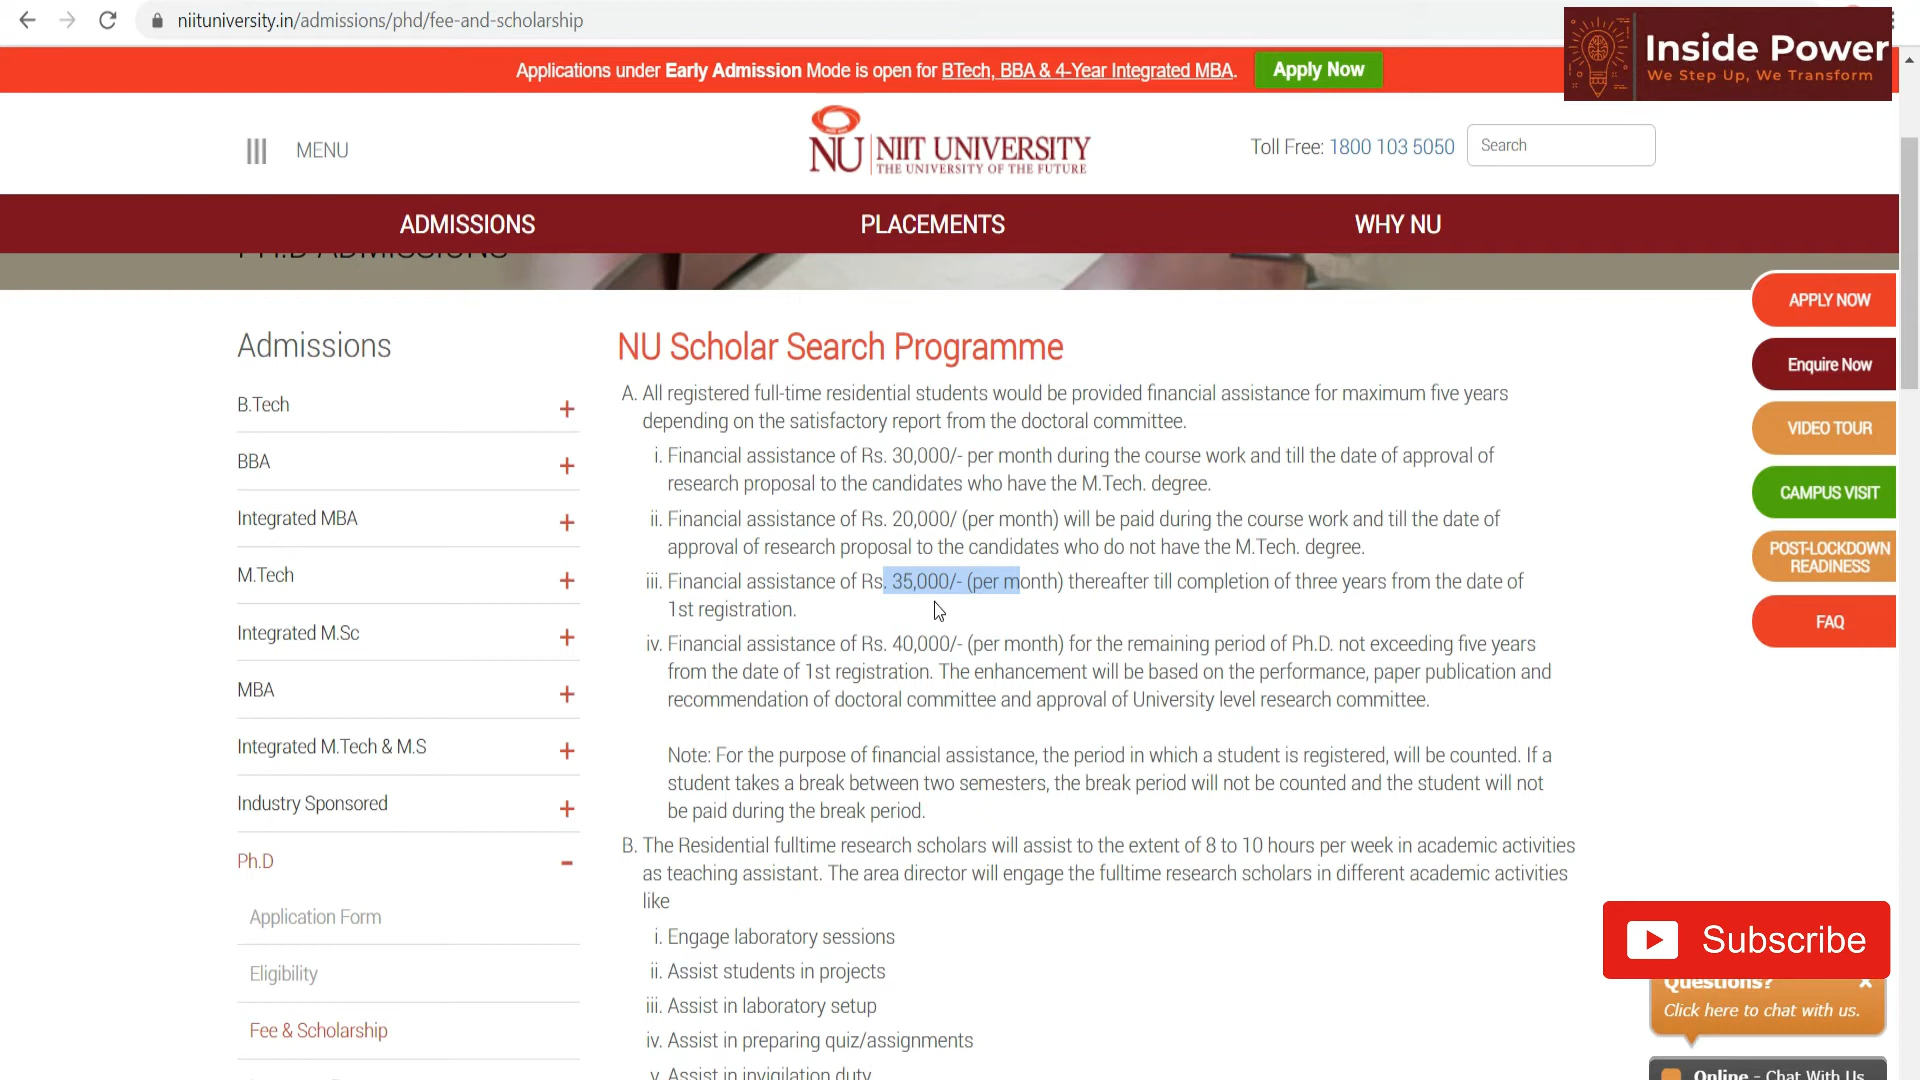 niituniversity.in/admissions/phd/fee-and-scholarship
Inside Power
We Step Up, We Transform
Applications under Early Admission Mode is open for BTech, BBA & 4-Year Integrated MBA.
Apply Now
MENU
NU NIIT UNIVERSITY
THE UNIVERSITY OF THE FUTURE
Toll Free: 1800 103 5050
Search
ADMISSIONS
PLACEMENTS
WHY NU
PH.D ADMISSIONS
Admissions
B.Tech
BBA
Integrated MBA
M.Tech
Integrated M.Sc
MBA
Integrated M.Tech & M.S
Industry Sponsored
Ph.D
Application Form
Eligibility
Fee & Scholarship
NU Scholar Search Programme
A. All registered full-time residential students would be provided financial assistance for maximum five years
depending on the satisfactory report from the doctoral committee.
i. Financial assistance of Rs. 30,000/- per month during the course work and till the date of approval of
research proposal to the candidates who have the M.Tech. degree.
ii. Financial assistance of Rs. 20,000/ (per month) will be paid during the course work and till the date of
approval of research proposal to the candidates who do not have the M.Tech. degree.
iii. Financial assistance of Rs. 35,000/- (per month) thereafter till completion of three years from the date of
1st registration.
iv. Financial assistance of Rs. 40,000/- (per month) for the remaining period of Ph.D. not exceeding five years
from the date of 1st registration. The enhancement will be based on the performance, paper publication and
recommendation of doctoral committee and approval of University level research committee.
Note: For the purpose of financial assistance, the period in which a student is registered, will be counted. If a
student takes a break between two semesters, the break period will not be counted and the student will not
be paid during the break period.
B. The Residential fulltime research scholars will assist to the extent of 8 to 10 hours per week in academic activities
as teaching assistant. The area director will engage the fulltime research scholars in different academic activities
like
i. Engage laboratory sessions
ii. Assist students in projects
iii. Assist in laboratory setup
iv. Assist in preparing quiz/assignments
v. Assist in invigilation duty
APPLY NOW
Enquire Now
VIDEO TOUR
CAMPUS VISIT
POST-LOCKDOWN
READINESS
FAQ
Subscribe
Questions?
Click here to chat with us.
Online - Chat With Us